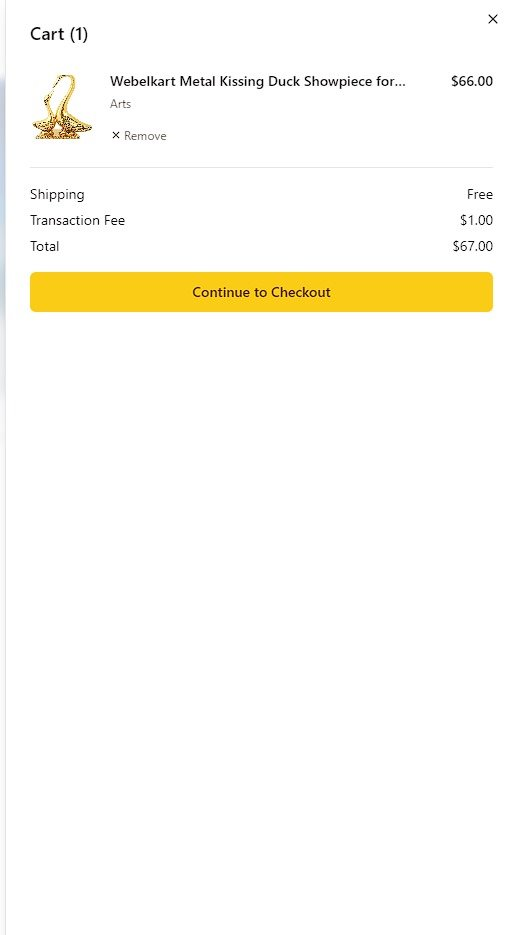 Cart (1)
Webelkart Metal Kissing Duck Showpiece for... $66.00
Arts
Remove
Shipping Free
Transaction Fee $1.00
Total $67.00
Continue to Checkout